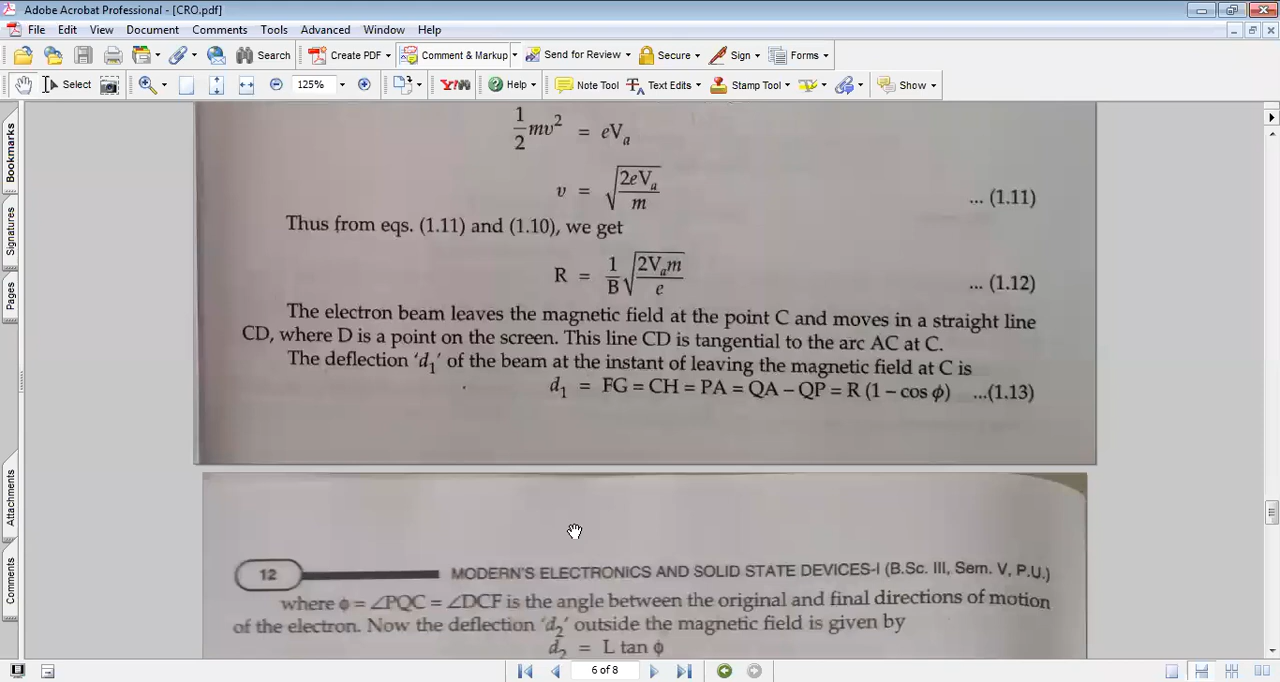 Adobe Acrobat Professional - [CRO.pdf]
File Edit View Document Comments Tools Advanced Window Help
Search Create PDF Comment & Markup Send for Review Secure Sign Forms
Select 125% Y! Help Note Tool Text Edits Stamp Tool Show
Bookmarks
Signatures
Pages
Attachments
Comments
1/2 mv² = eVₐ
v = √(2eVₐ/m) ... (1.11)
Thus from eqs. (1.11) and (1.10), we get
R = 1/B √(2Vₐm/e) ... (1.12)
The electron beam leaves the magnetic field at the point C and moves in a straight line
CD, where D is a point on the screen. This line CD is tangential to the arc AC at C.
The deflection 'd₁' of the beam at the instant of leaving the magnetic field at C is
d₁ = FG = CH = PA = QA – QP = R (1 – cos ϕ) ...(1.13)
12 MODERN'S ELECTRONICS AND SOLID STATE DEVICES-I (B.Sc. III, Sem. V, P.U.)
where ϕ = ∠PQC = ∠DCF is the angle between the original and final directions of motion
of the electron. Now the deflection 'd₂' outside the magnetic field is given by
d₂ = L tan ϕ
6 of 8